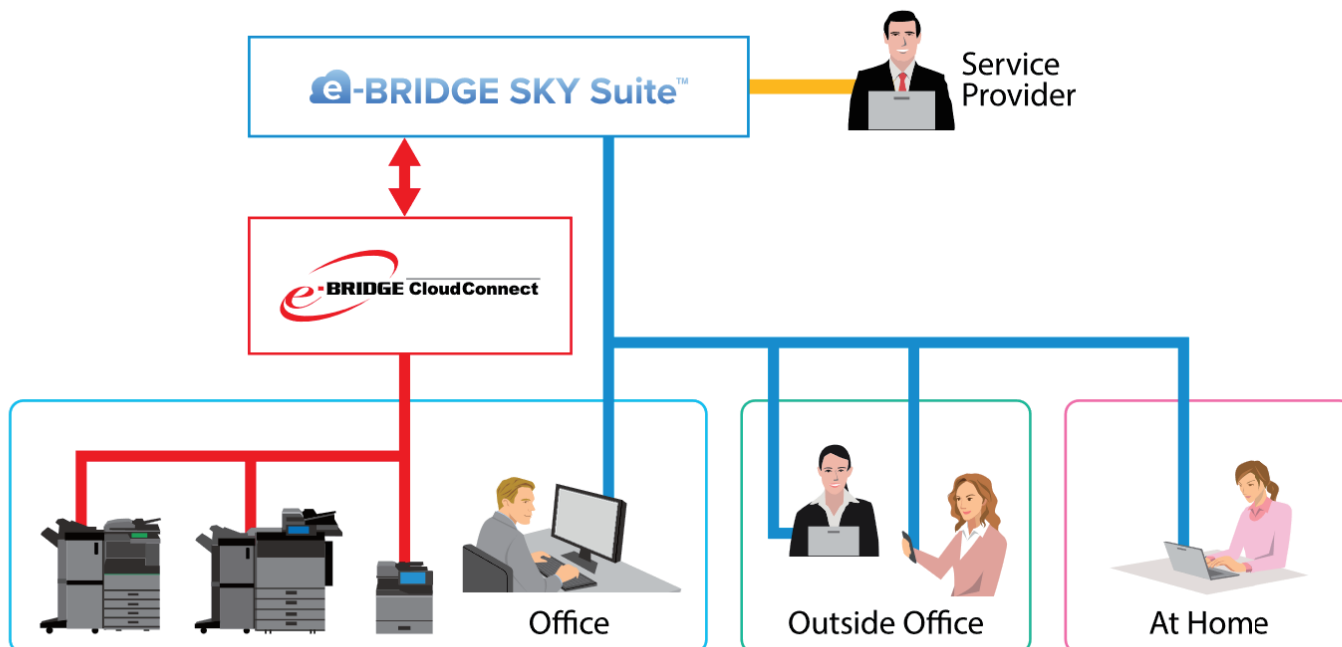 e-BRIDGE SKY Suite™
Service
Provider
e-BRIDGE CloudConnect
Office
Outside Office
At Home